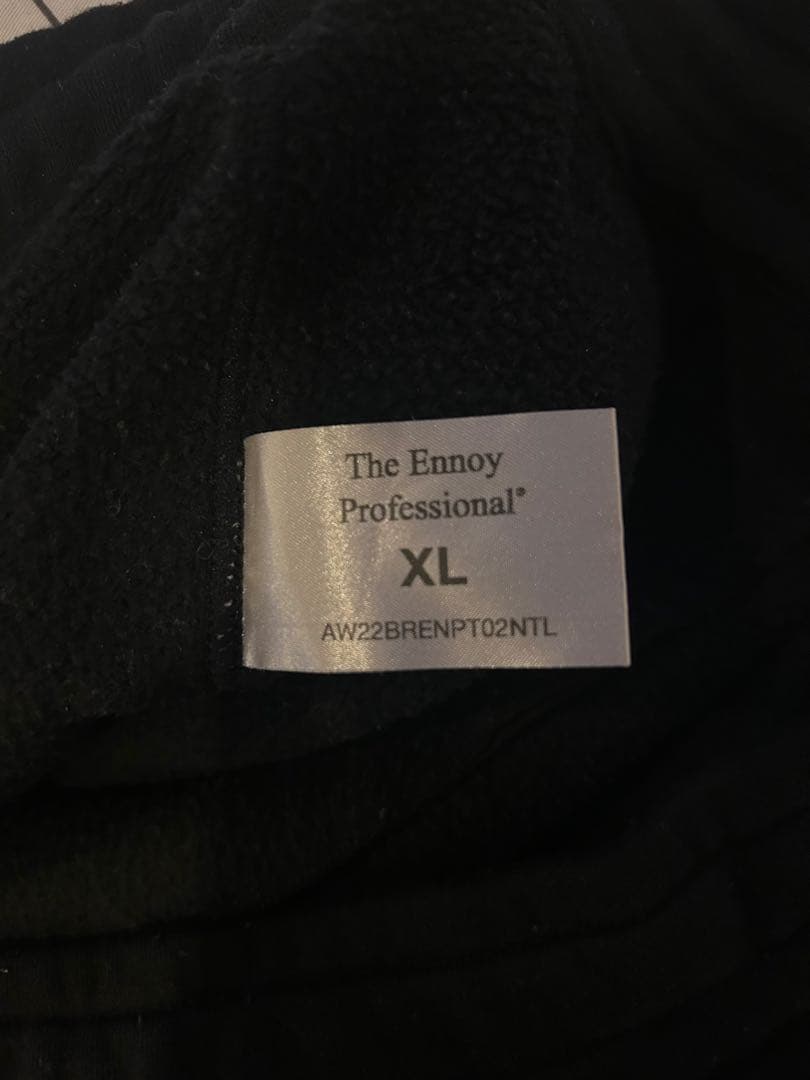 The Ennoy
Professional®
XL
AW22BRENPT02NTL